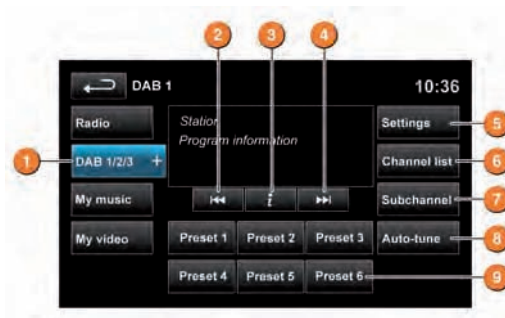 2
3
4
DAB 1
10:36
Radio
Station
Program information
Settings
5
1
DAB 1/2/3 +
Channel list
6
My music
i
Subchannel
7
My video
Preset 1
Preset 2
Preset 3
Auto-tune
8
Preset 4
Preset 5
Preset 6
9